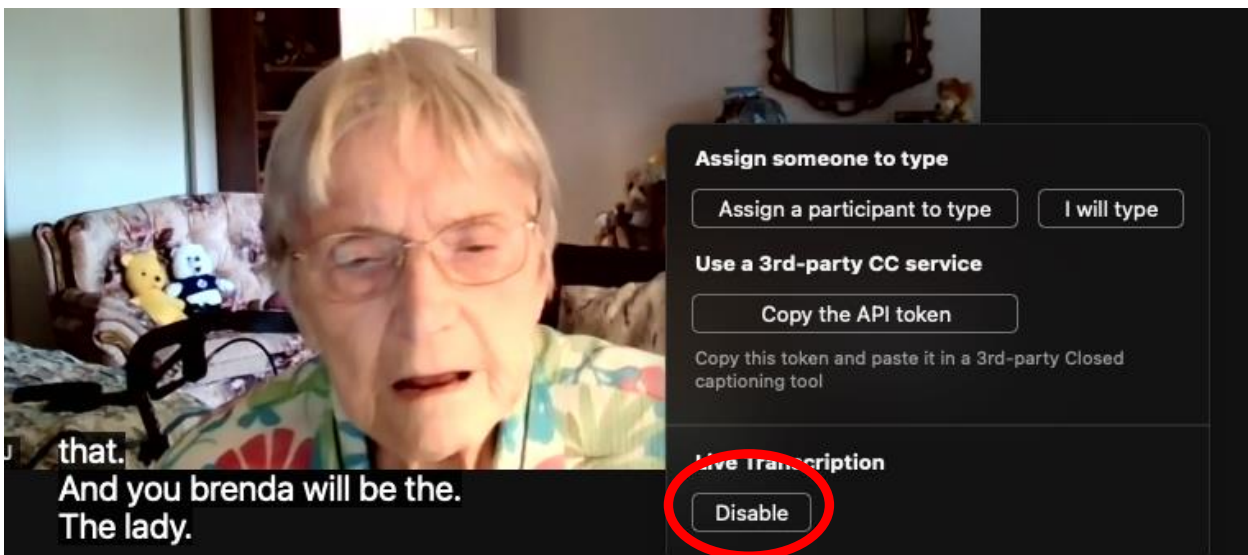 Assign someone to type
Assign a participant to type
I will type
Use a 3rd-party CC service
Copy the API token
Copy this token and paste it in a 3rd-party Closed
captioning tool
Live Transcription
Disable
that.
And you brenda will be the.
The lady.